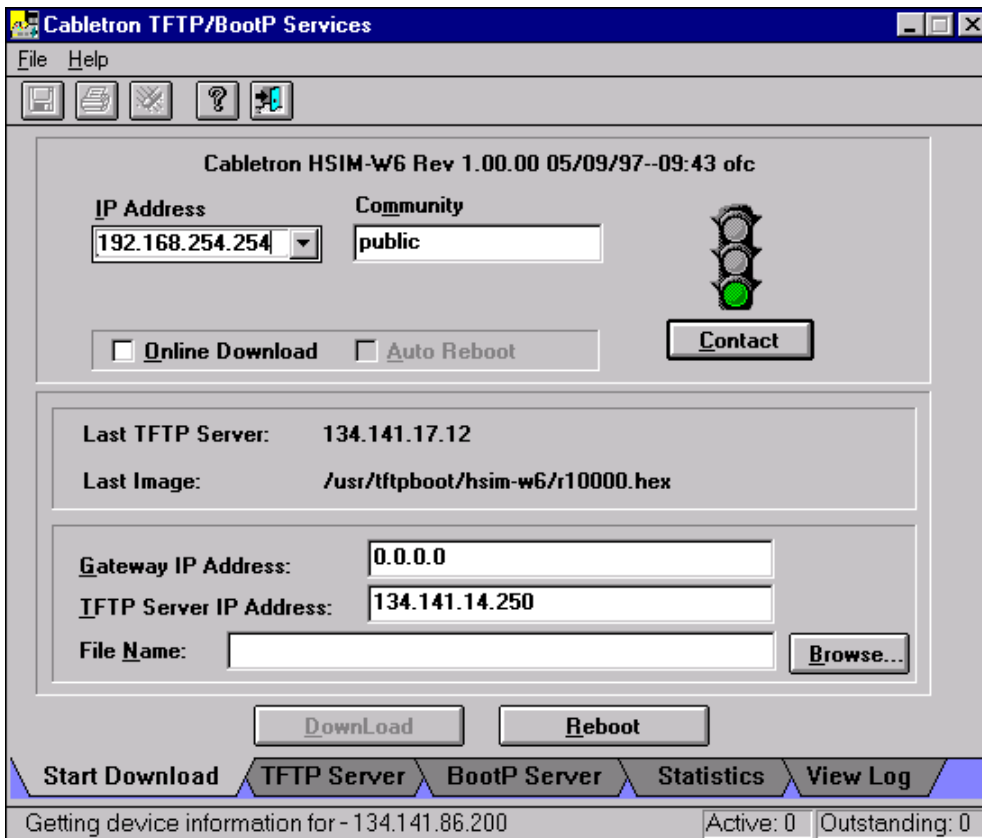 Cabletron TFTP/BootP Services
File Help
Cabletron HSIM-W6 Rev 1.00.00 05/09/97--09:43 ofc
IP Address
Community
192.168.254.254
public
Online Download
Auto Reboot
Contact
Last TFTP Server: 134.141.17.12
Last Image: /usr/tftpboot/hsim-w6/r10000.hex
Gateway IP Address: 0.0.0.0
TFTP Server IP Address: 134.141.14.250
File Name:
Browse...
DownLoad
Reboot
Start Download TFTP Server BootP Server Statistics View Log
Getting device information for - 134.141.86.200 Active: 0 Outstanding: 0